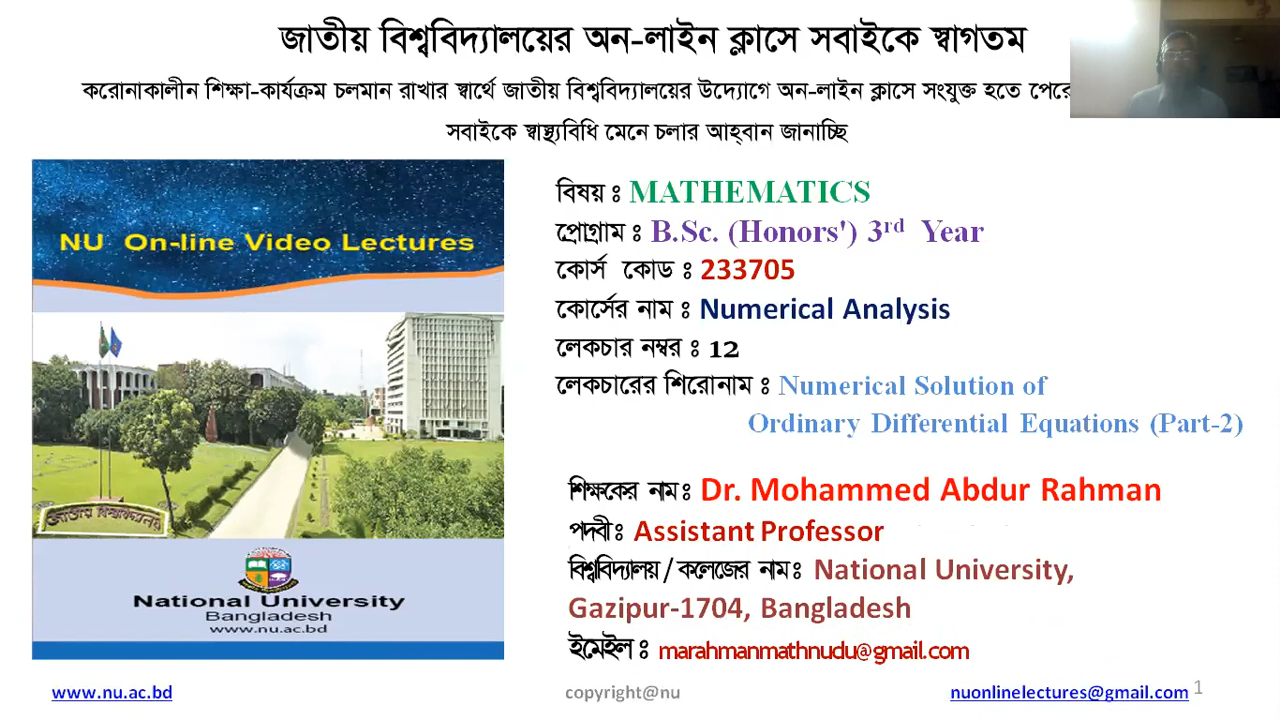 জাতীয় বিশ্ববিদ্যালয়ের অন-লাইন ক্লাসে সবাইকে স্বাগতম
করোনাকালীন শিক্ষা-কার্যক্রম চলমান রাখার স্বার্থে জাতীয় বিশ্ববিদ্যালয়ের উদ্যোগে অন-লাইন ক্লাসে সংযুক্ত হতে
সবাইকে স্বাস্থ্যবিধি মেনে চলার আহ্বান জানাচ্ছি
NU On-line Video Lectures
জাতীয় বিশ্ববিদ্যালয়
National University
Bangladesh
www.nu.ac.bd
বিষয় ঃ MATHEMATICS
প্রোগ্রাম ঃ B.Sc. (Honors') 3rd Year
কোর্স কোড ঃ 233705
কোর্সের নাম ঃ Numerical Analysis
লেকচার নম্বর ঃ 12
লেকচারের শিরোনাম ঃ Numerical Solution of
Ordinary Differential Equations (Part-2)
শিক্ষকের নাম ঃ Dr. Mohammed Abdur Rahman
পদবী ঃ Assistant Professor
বিশ্ববিদ্যালয় / কলেজের নাম ঃ National University,
Gazipur-1704, Bangladesh
ইমেইল ঃ marahmanmathnudu@gmail.com
www.nu.ac.bd
copyright@nu
nuonlinelectures@gmail.com 1